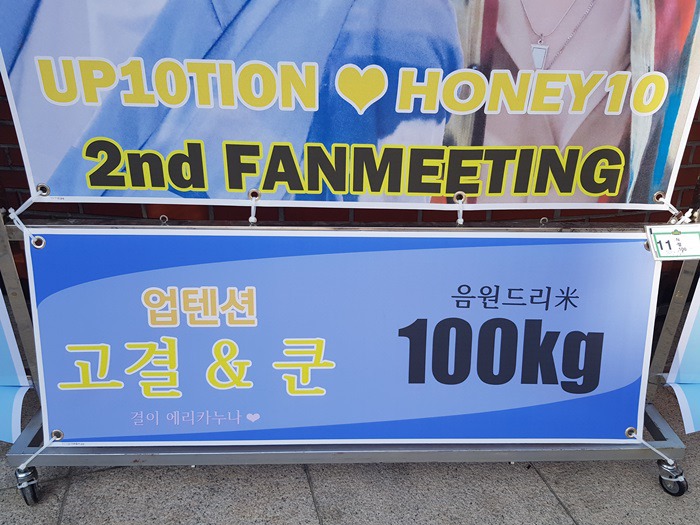 UP10TION ♥ HONEY10
2nd FANMEETING
업텐션
고결 & 쿤
결이 에리카누나 ♥
음원드리米
100kg
11